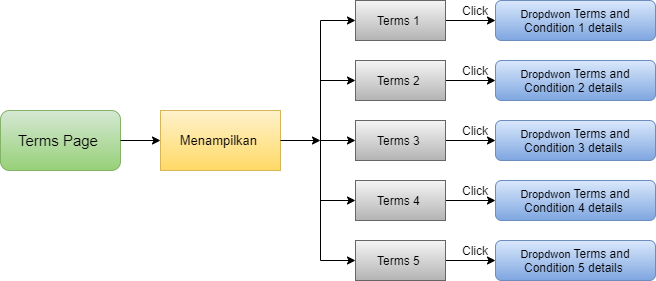 Terms Page
Menampilkan
Terms 1
Click
Dropdwon Terms and
Condition 1 details
Terms 2
Click
Dropdwon Terms and
Condition 2 details
Terms 3
Click
Dropdwon Terms and
Condition 3 details
Terms 4
Click
Dropdwon Terms and
Condition 4 details
Terms 5
Click
Dropdwon Terms and
Condition 5 details